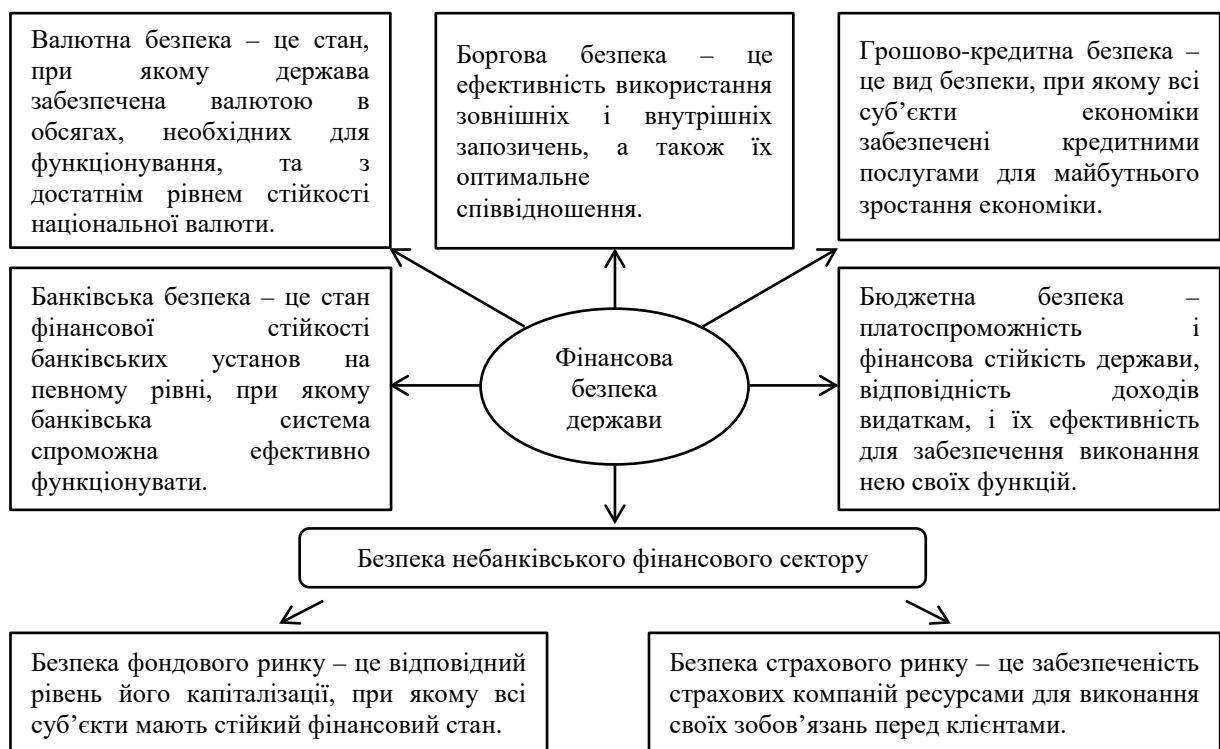 Валютна безпека – це стан,
при якому держава
забезпечена валютою в
обсягах, необхідних для
функціонування, та з
достатнім рівнем стійкості
національної валюти.
Боргова безпека – це
ефективність використання
зовнішніх і внутрішніх
запозичень, а також їх
оптимальне
співвідношення.
Грошово-кредитна безпека –
це вид безпеки, при якому всі
суб’єкти економіки
забезпечені кредитними
послугами для майбутнього
зростання економіки.
Банківська безпека – це стан
фінансової стійкості
банківських установ на
певному рівні, при якому
банківська система
спроможна ефективно
функціонувати.
Фінансова
безпека
держави
Бюджетна безпека –
платоспроможність і
фінансова стійкість держави,
відповідність доходів
видаткам, і їх ефективність
для забезпечення виконання
нею своїх функцій.
Безпека небанківського фінансового сектору
Безпека фондового ринку – це відповідний
рівень його капіталізації, при якому всі
суб’єкти мають стійкий фінансовий стан.
Безпека страхового ринку – це забезпеченість
страхових компаній ресурсами для виконання
своїх зобов’язань перед клієнтами.